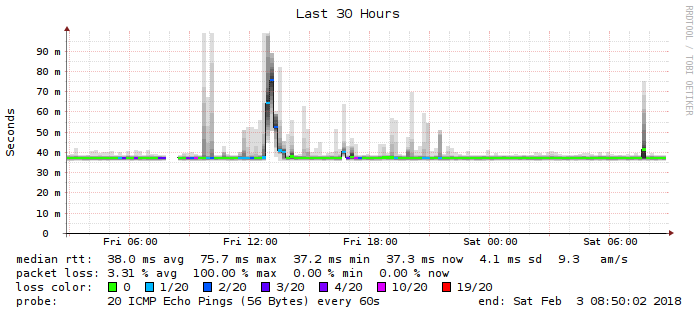 Last 30 Hours
RRDTOOL / TOBI OETIKER
Seconds
90 m
80 m
70 m
60 m
50 m
40 m
30 m
20 m
10 m
0
Fri 06:00 Fri 12:00 Fri 18:00 Sat 00:00 Sat 06:00
median rtt: 38.0 ms avg 75.7 ms max 37.2 ms min 37.3 ms now 4.1 ms sd 9.3 am/s
packet loss: 3.31 % avg 100.00 % max 0.00 % min 0.00 % now
loss color: 0 1/20 2/20 3/20 4/20 10/20 19/20
probe: 20 ICMP Echo Pings (56 Bytes) every 60s end: Sat Feb 3 08:50:02 2018